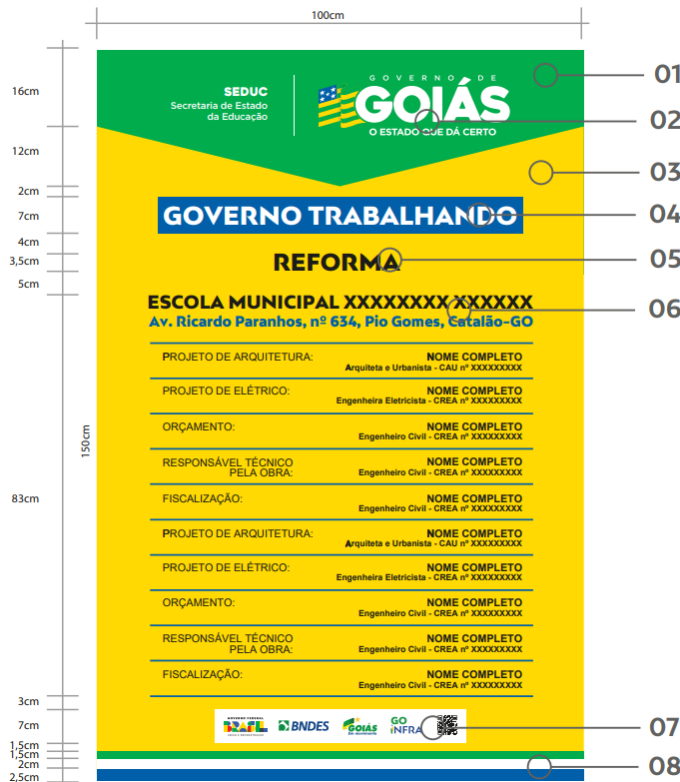 100cm
16cm
12cm
2cm
7cm
4cm
3,5cm
5cm
150cm
83cm
3cm
7cm
1,5cm
1,5cm
2cm
2,5cm
SEDUC
Secretaria de Estado
da Educação
GOVERNO DE
GOIÁS
O ESTADO QUE DÁ CERTO
01
02
03
04
05
06
07
08
GOVERNO TRABALHANDO
REFORMA
ESCOLA MUNICIPAL XXXXXXXX XXXXXX
Av. Ricardo Paranhos, nº 634, Pio Gomes, Catalão-GO
PROJETO DE ARQUITETURA: NOME COMPLETO
Arquiteta e Urbanista - CAU nº XXXXXXXXX
PROJETO DE ELÉTRICO: NOME COMPLETO
Engenheira Eletricista - CREA nº XXXXXXXXX
ORÇAMENTO: NOME COMPLETO
Engenheiro Civil - CREA nº XXXXXXXXX
RESPONSÁVEL TÉCNICO NOME COMPLETO
PELA OBRA: Engenheiro Civil - CREA nº XXXXXXXXX
FISCALIZAÇÃO: NOME COMPLETO
Engenheiro Civil - CREA nº XXXXXXXXX
PROJETO DE ARQUITETURA: NOME COMPLETO
Arquiteta e Urbanista - CAU nº XXXXXXXXX
PROJETO DE ELÉTRICO: NOME COMPLETO
Engenheira Eletricista - CREA nº XXXXXXXXX
ORÇAMENTO: NOME COMPLETO
Engenheiro Civil - CREA nº XXXXXXXXX
RESPONSÁVEL TÉCNICO NOME COMPLETO
PELA OBRA: Engenheiro Civil - CREA nº XXXXXXXXX
FISCALIZAÇÃO: NOME COMPLETO
Engenheiro Civil - CREA nº XXXXXXXXX
GOVERNO FEDERAL
BRASIL
BNDES
GOIÁS
GO
INFRA